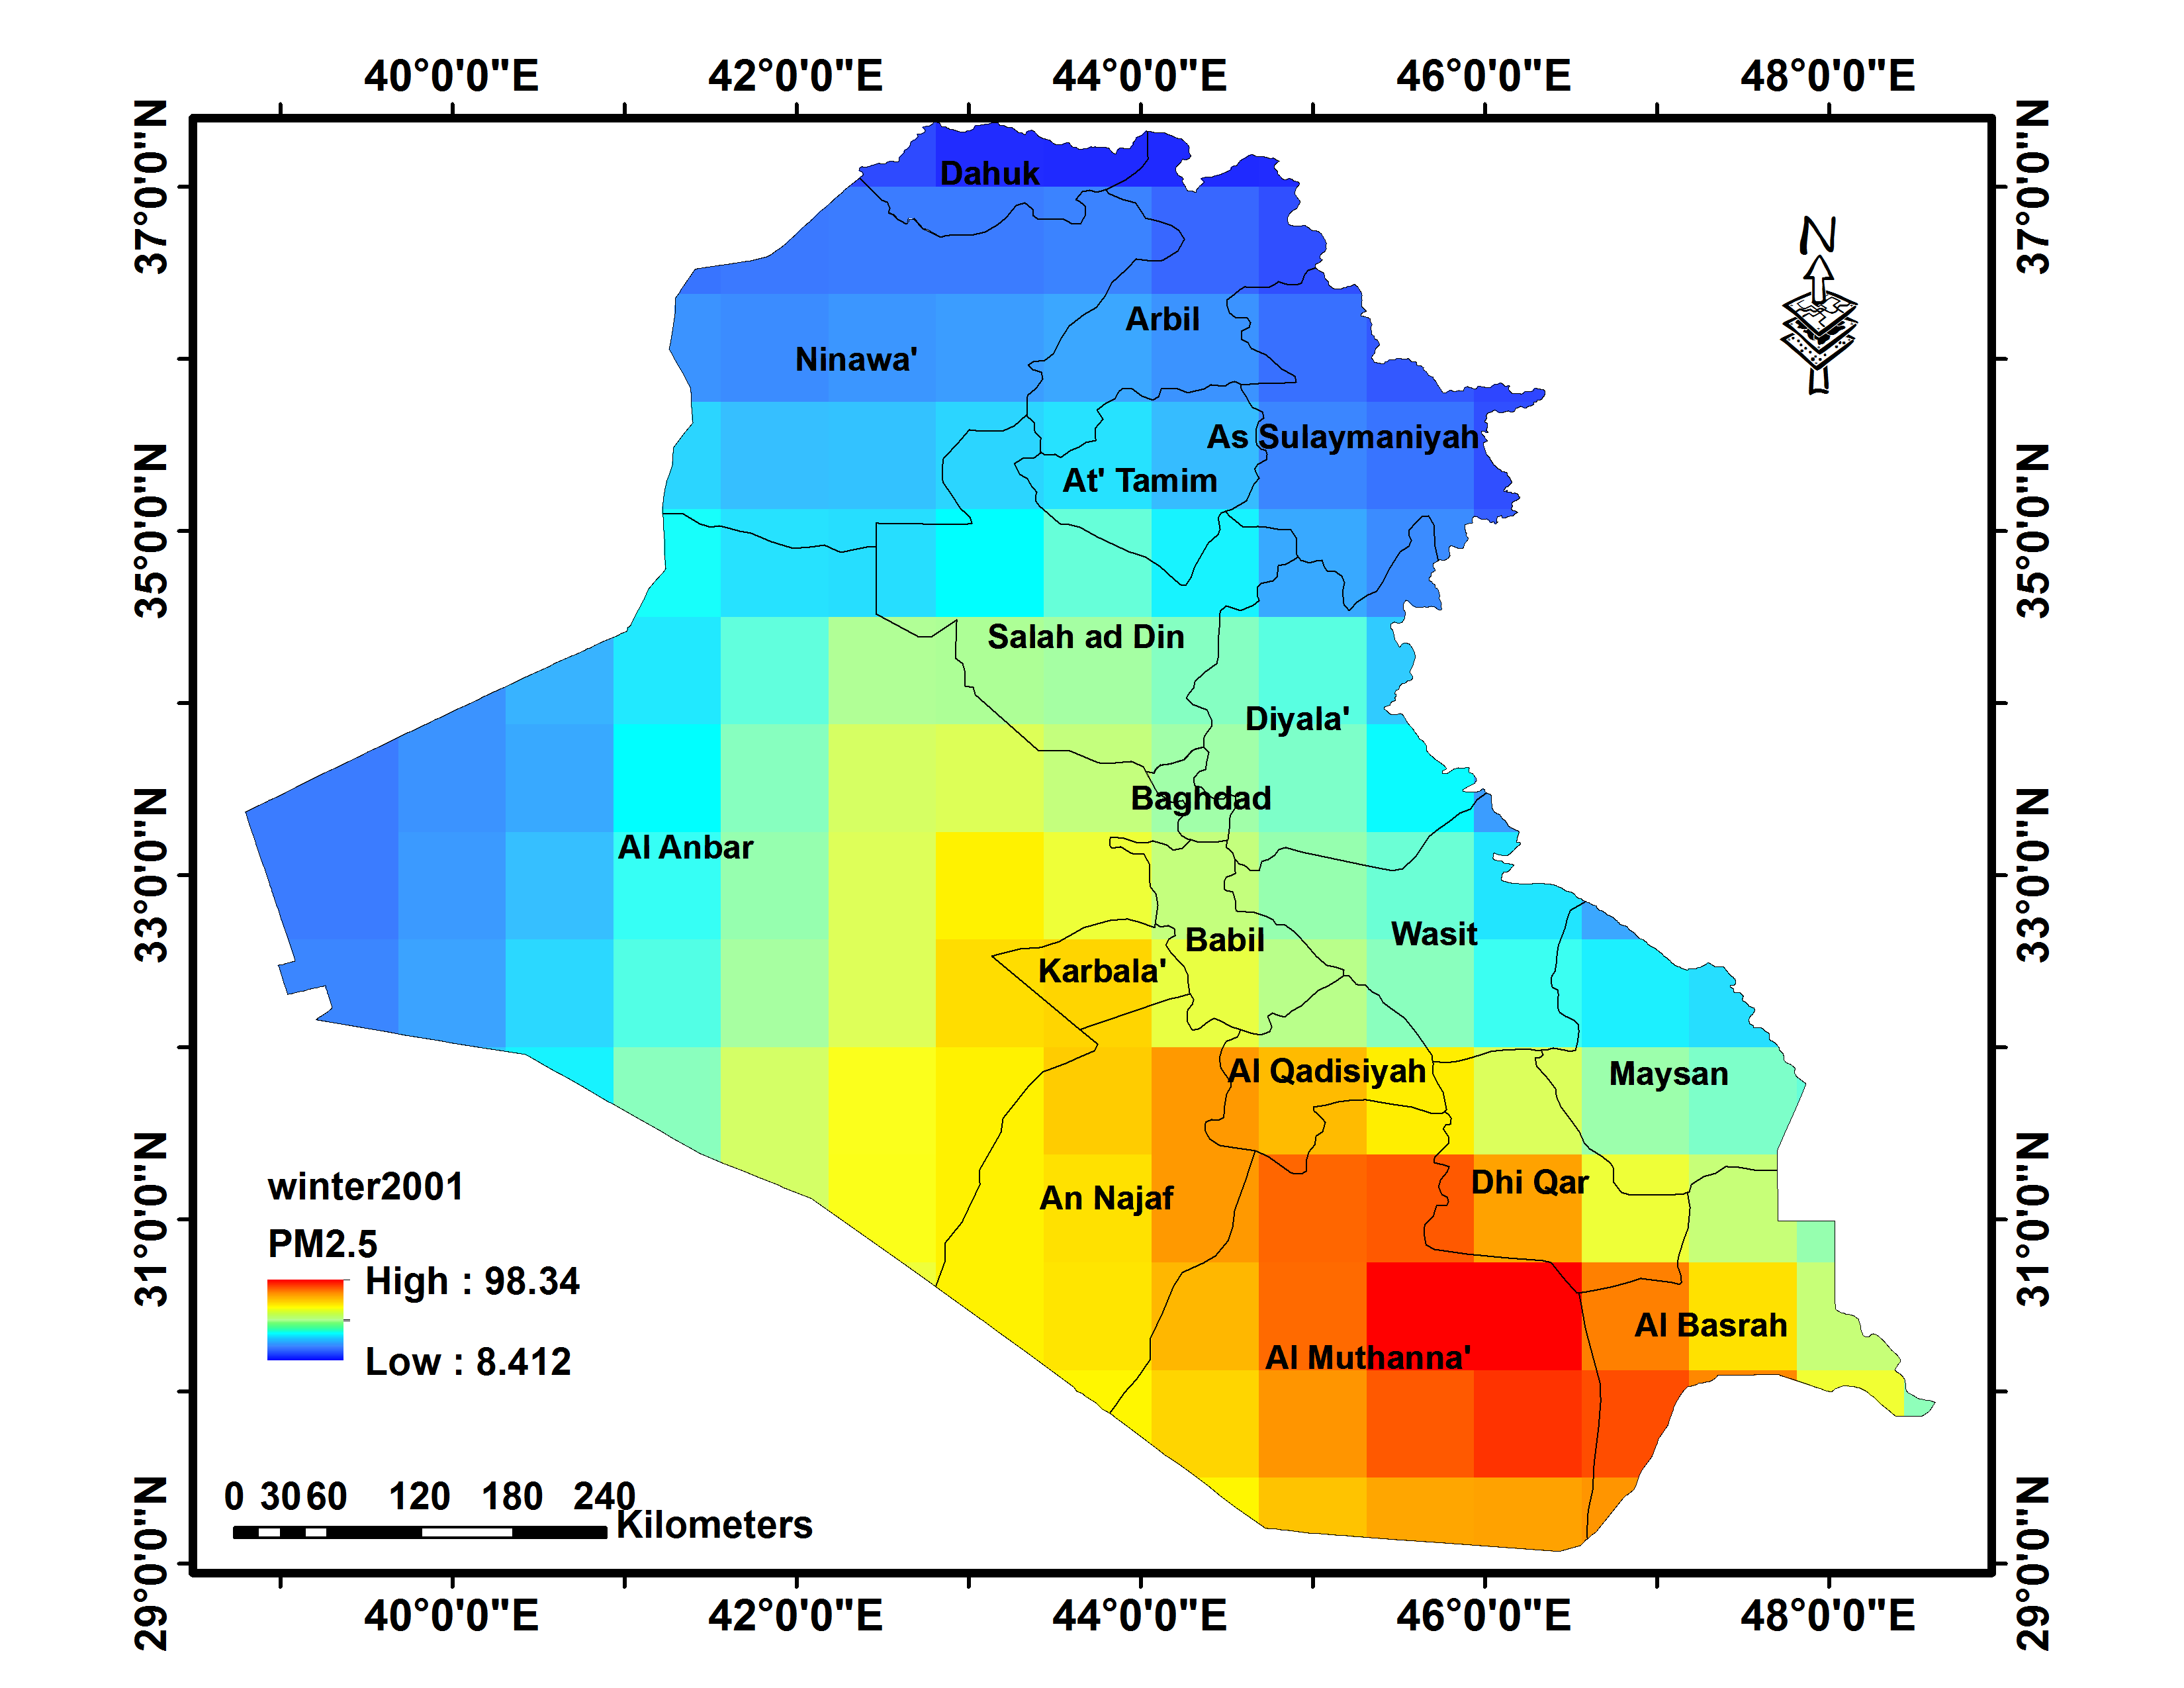 40°0'0"E 42°0'0"E 44°0'0"E 46°0'0"E 48°0'0"E
37°0'0"N
37°0'0"N
N
Dahuk
Arbil
Ninawa'
As Sulaymaniyah
At' Tamim
35°0'0"N
35°0'0"N
Salah ad Din
Diyala'
Baghdad
Al Anbar
33°0'0"N
33°0'0"N
Wasit
Babil
Karbala'
Al Qadisiyah
Maysan
Dhi Qar
An Najaf
31°0'0"N
31°0'0"N
Al Basrah
Al Muthanna'
winter2001
PM2.5
High : 98.34
Low : 8.412
0 30 60 120 180 240
Kilometers
29°0'0"N
29°0'0"N
40°0'0"E 42°0'0"E 44°0'0"E 46°0'0"E 48°0'0"E